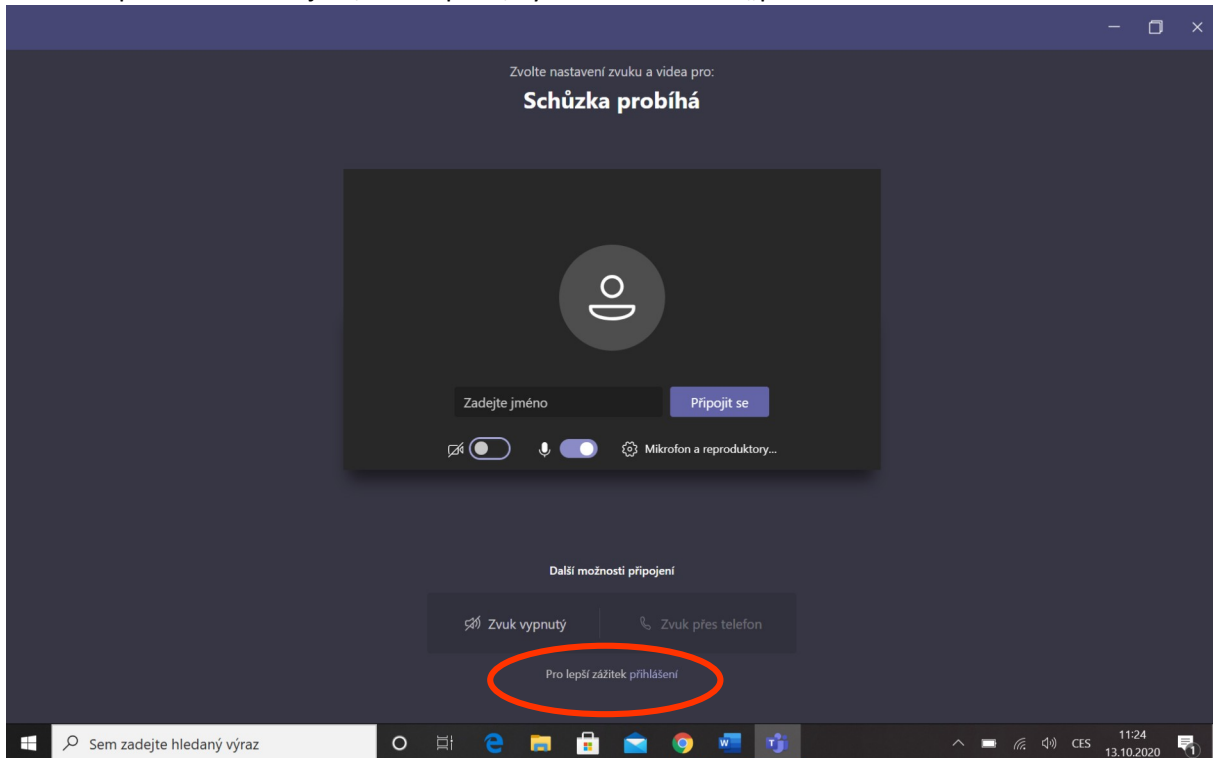 Zvolte nastavení zvuku a videa pro:
Schůzka probíhá
Zadejte jméno
Připojit se
Mikrofon a reproduktory...
Další možnosti připojení
Zvuk vypnutý
Zvuk přes telefon
Pro lepší zážitek přihlášení
Sem zadejte hledaný výraz
CES
11:24
13.10.2020
1